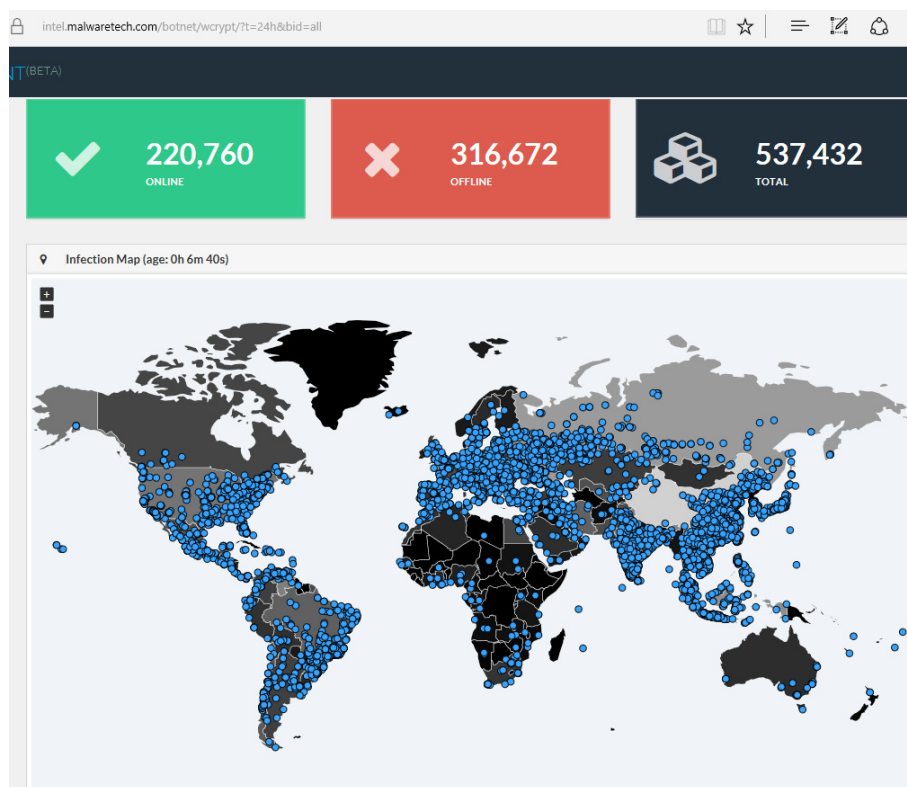 intel.malwaretech.com/botnet/wcrypt/?t=24h&bid=all
NT(BETA)
220,760
ONLINE
316,672
OFFLINE
537,432
TOTAL
Infection Map (age: 0h 6m 40s)
+
-